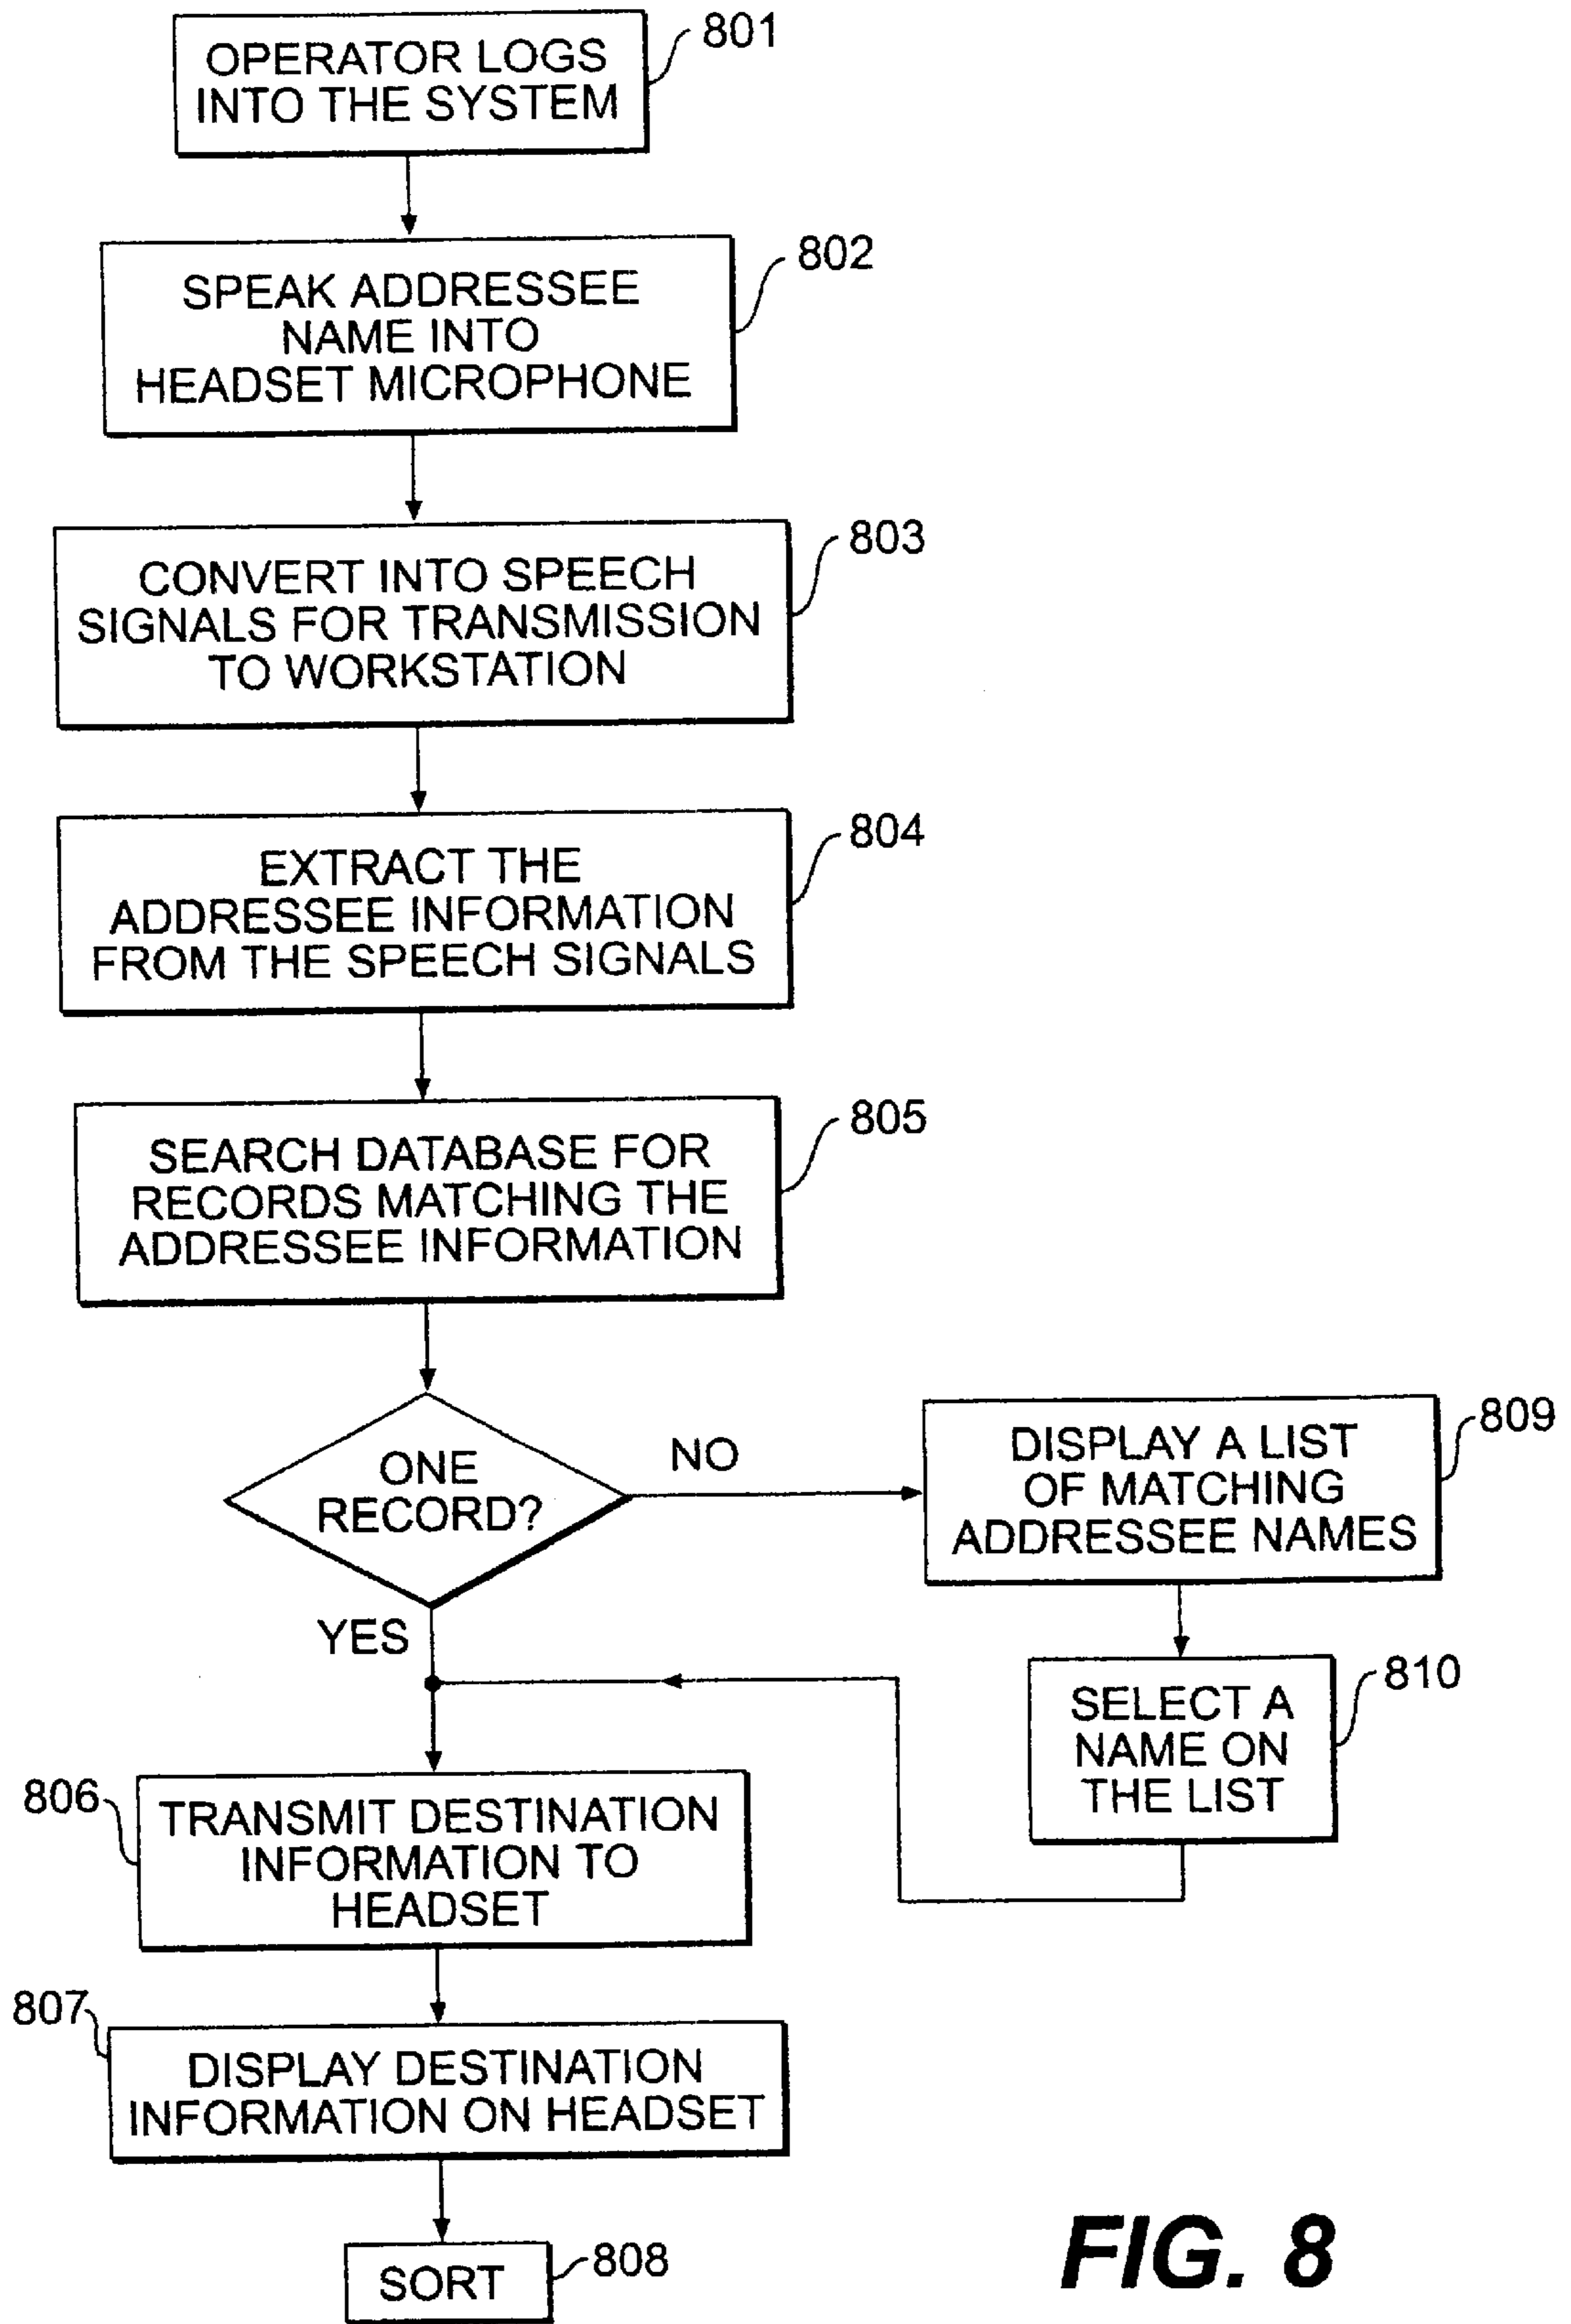 801
OPERATOR LOGS
INTO THE SYSTEM
802
SPEAK ADDRESSEE
NAME INTO
HEADSET MICROPHONE
803
CONVERT INTO SPEECH
SIGNALS FOR TRANSMISSION
TO WORKSTATION
804
EXTRACT THE
ADDRESSEE INFORMATION
FROM THE SPEECH SIGNALS
805
SEARCH DATABASE FOR
RECORDS MATCHING THE
ADDRESSEE INFORMATION
ONE
RECORD?
NO
809
DISPLAY A LIST
OF MATCHING
ADDRESSEE NAMES
YES
810
SELECT A
NAME ON
THE LIST
806
TRANSMIT DESTINATION
INFORMATION TO
HEADSET
807
DISPLAY DESTINATION
INFORMATION ON HEADSET
808
SORT
FIG. 8